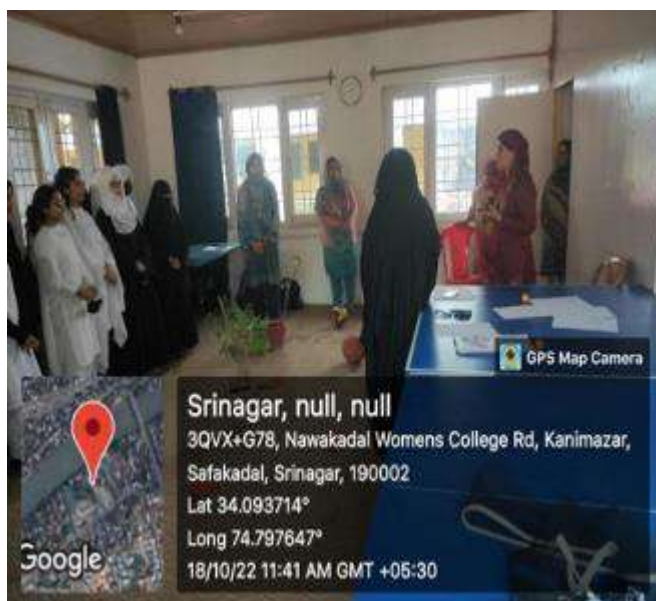 GPS Map Camera
Srinagar, null, null
3QVX+G78, Nawakadal Womens College Rd, Kanimazar,
Safakadal, Srinagar, 190002
Lat 34.093714°
Long 74.797647°
18/10/22 11:41 AM GMT +05:30
Google